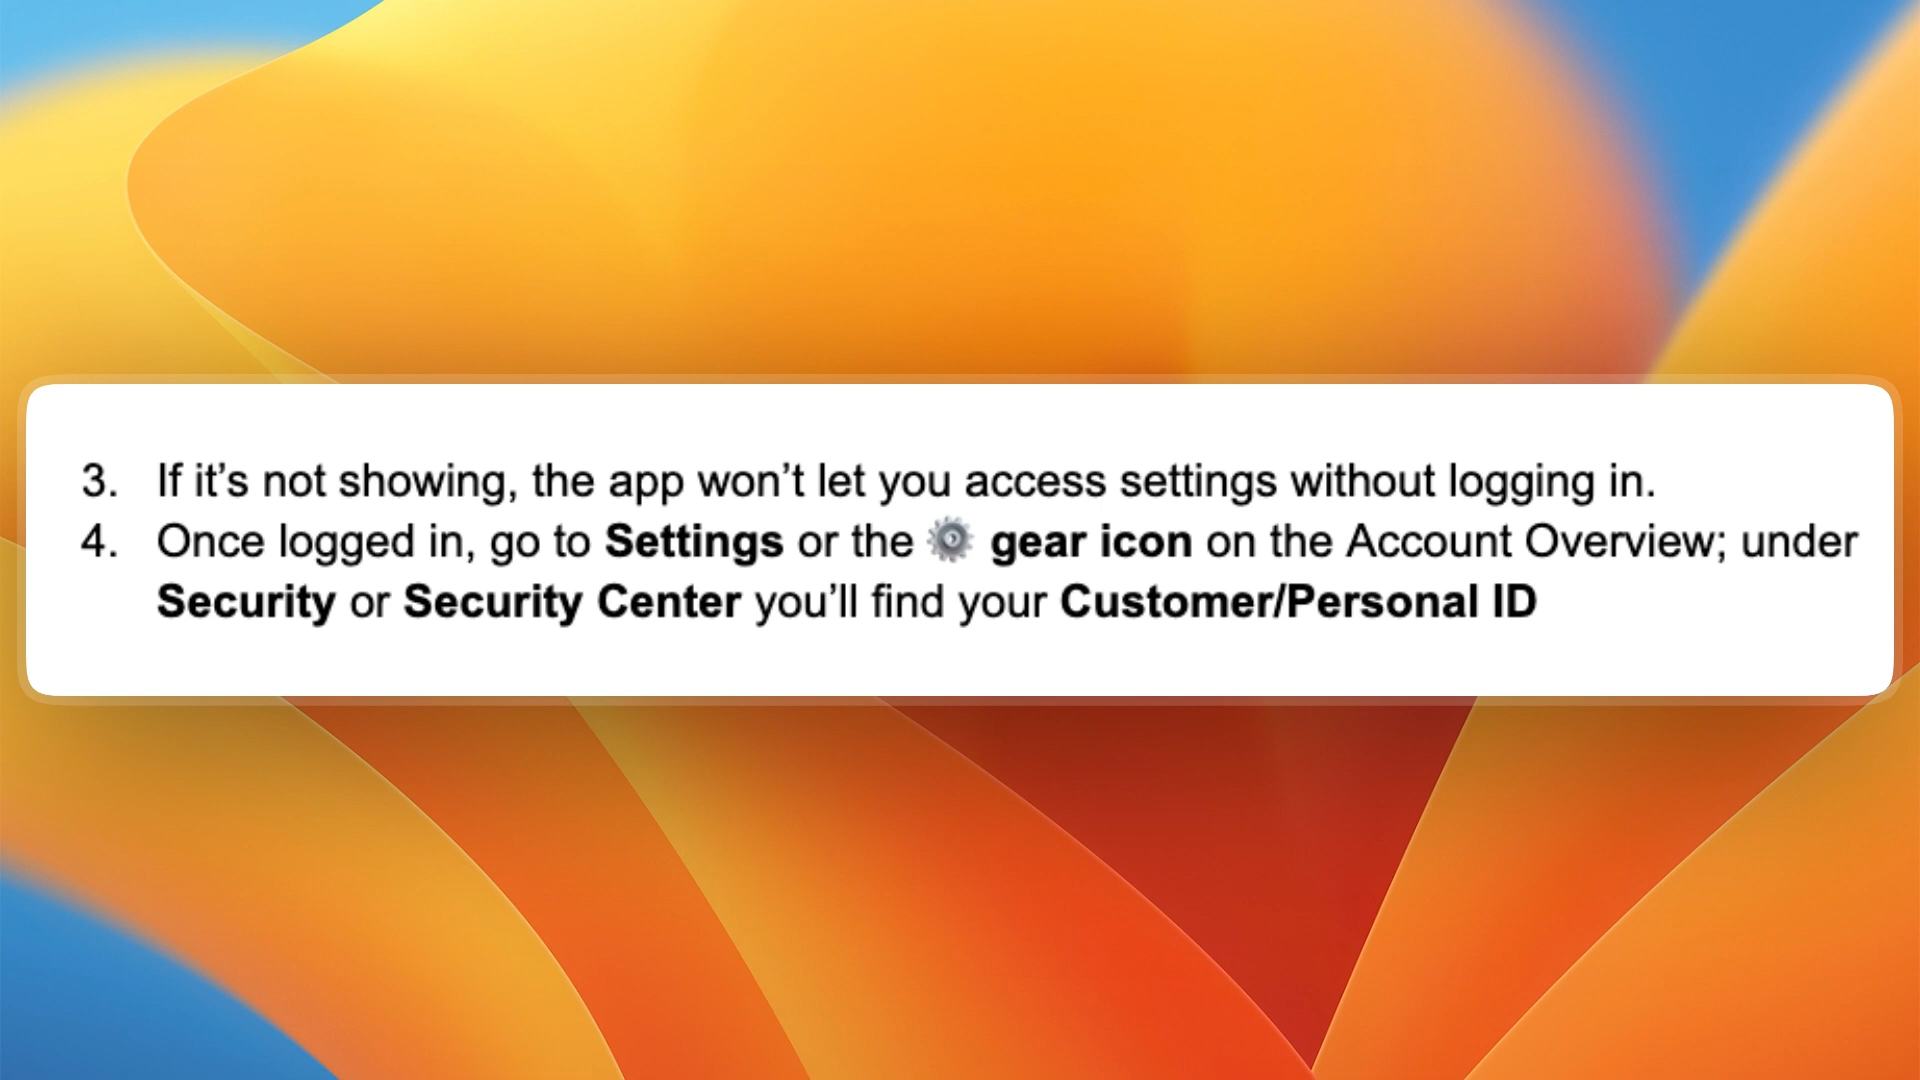 3. If it’s not showing, the app won’t let you access settings without logging in.
4. Once logged in, go to Settings or the ⚙️ gear icon on the Account Overview; under
Security or Security Center you’ll find your Customer/Personal ID